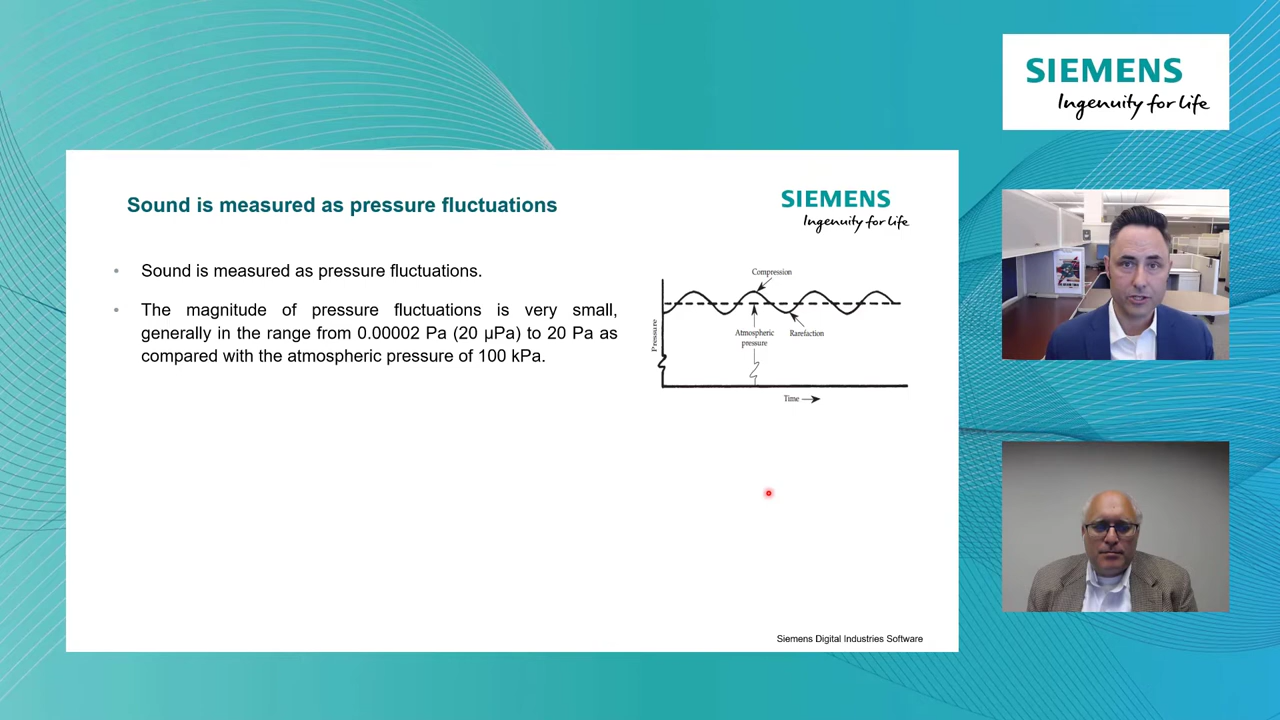 SIEMENS
Ingenuity for life
Sound is measured as pressure fluctuations
SIEMENS
Ingenuity for life
• Sound is measured as pressure fluctuations.
• The magnitude of pressure fluctuations is very small,
generally in the range from 0.00002 Pa (20 µPa) to 20 Pa as
compared with the atmospheric pressure of 100 kPa.
Compression
Pressure
Atmospheric
pressure
Rarefaction
Time
Siemens Digital Industries Software